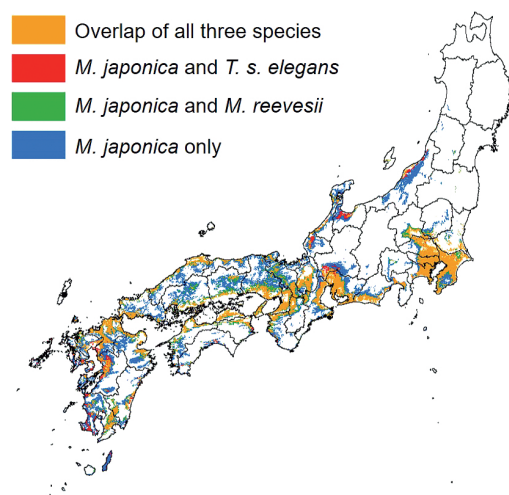 Overlap of all three species
M. japonica and T. s. elegans
M. japonica and M. reevesii
M. japonica only